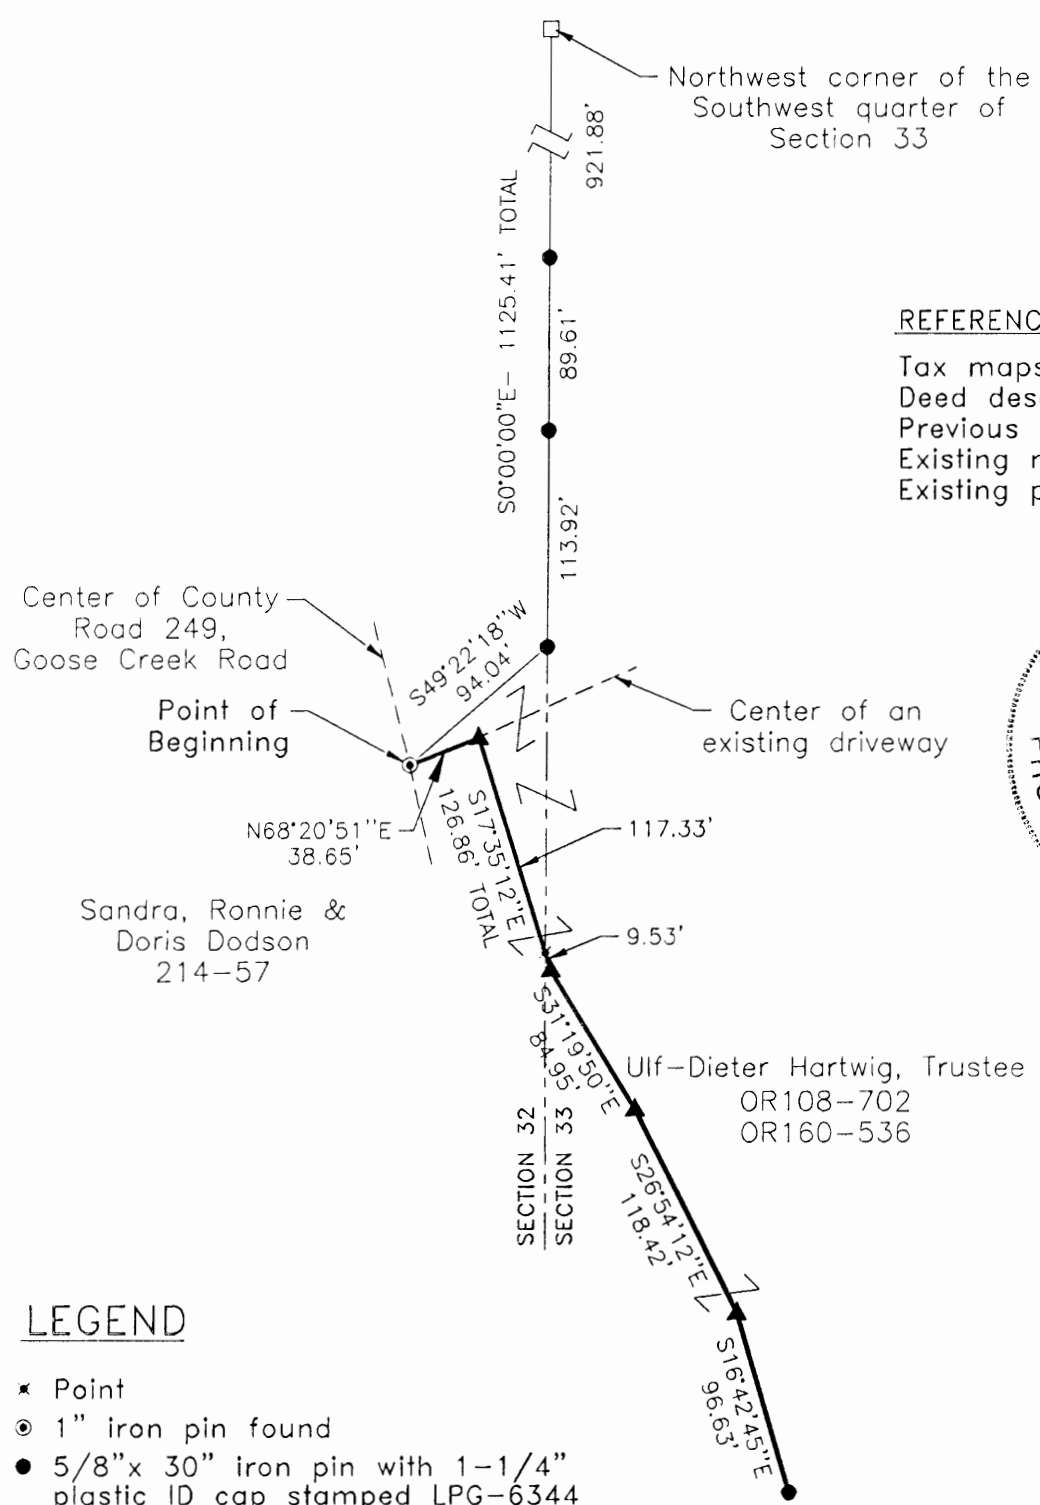 Northwest corner of the
Southwest quarter of
Section 33
921.88'
S0°00'00"E- 1125.41' TOTAL
89.61'
REFERENC
Tax maps
Deed des
Previous
Existing
Existing
113.92'
Center of County
Road 249,
Goose Creek Road
S49°22'18"W
94.04'
Point of
Beginning
Center of an
existing driveway
N68°20'51"E
38.65'
S17°35'12"E
126.86' TOTAL
117.33'
Sandra, Ronnie &
Doris Dodson
214-57
9.53'
S31°19'50"E
84.95'
Ulf-Dieter Hartwig, Trustee
OR108-702
OR160-536
SECTION 32
SECTION 33
S26°54'12"E
118.42'
S16°42'45"E
96.63'
LEGEND
Point
1" iron pin found
5/8"x 30" iron pin with 1-1/4"
plastic ID cap stamped LPG-6344